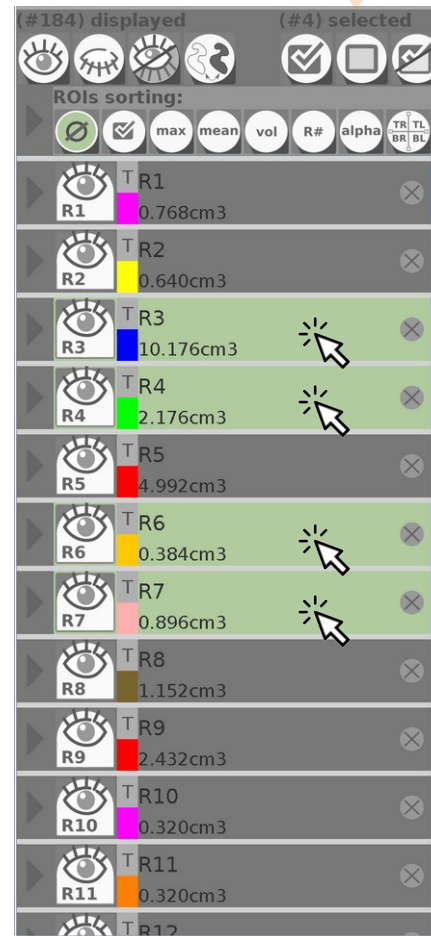 (#184) displayed (#4) selected
ROIs sorting:
max mean vol R# alpha TR TL
BR BL
T R1
R1 0.768cm3
T R2
R2 0.640cm3
T R3
R3 10.176cm3
T R4
R4 2.176cm3
T R5
R5 4.992cm3
T R6
R6 0.384cm3
T R7
R7 0.896cm3
T R8
R8 1.152cm3
T R9
R9 2.432cm3
T R10
R10 0.320cm3
T R11
R11 0.320cm3
T R12